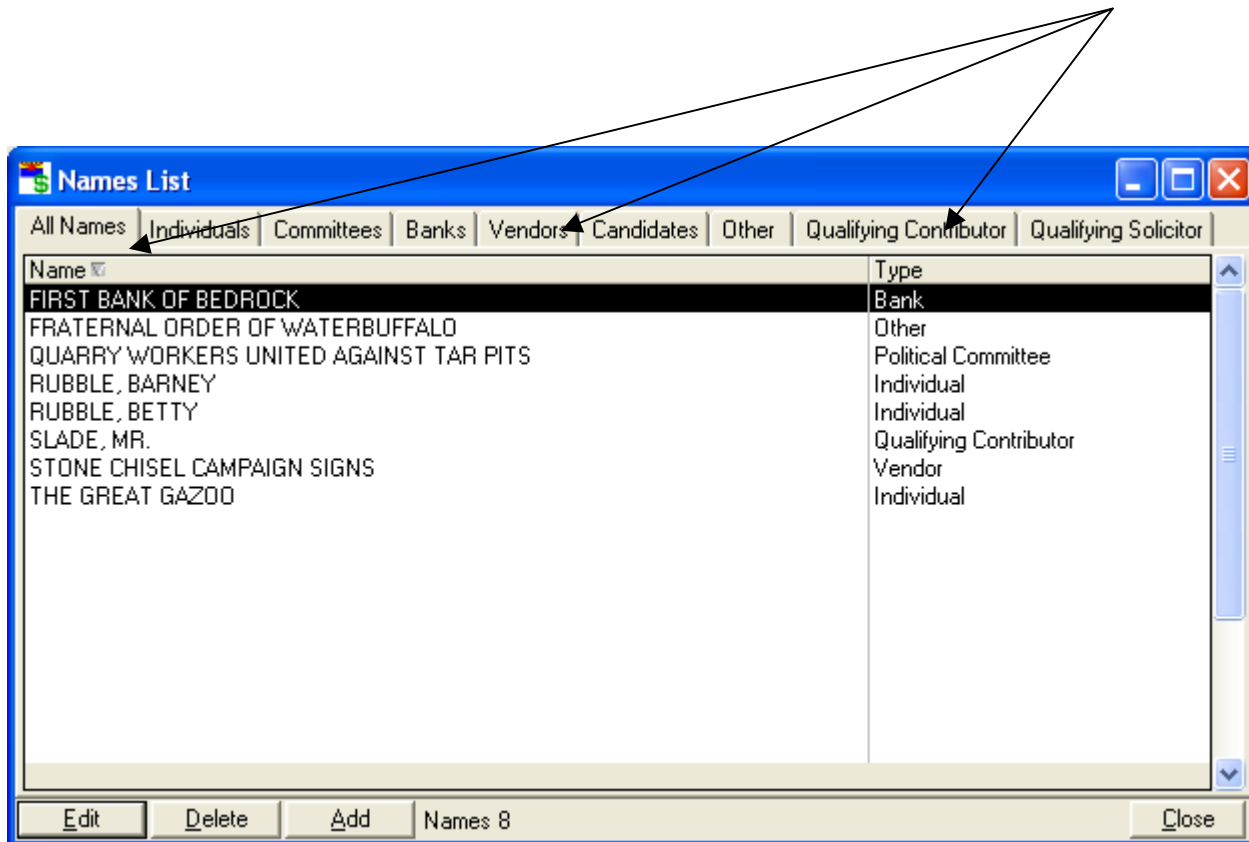 Names List
All Names Individuals Committees Banks Vendors Candidates Other Qualifying Contributor Qualifying Solicitor
Name Type
FIRST BANK OF BEDROCK Bank
FRATERNAL ORDER OF WATERBUFFALO Other
QUARRY WORKERS UNITED AGAINST TAR PITS Political Committee
RUBBLE, BARNEY Individual
RUBBLE, BETTY Individual
SLADE, MR. Qualifying Contributor
STONE CHISEL CAMPAIGN SIGNS Vendor
THE GREAT GAZOO Individual
Edit Delete Add Names 8 Close